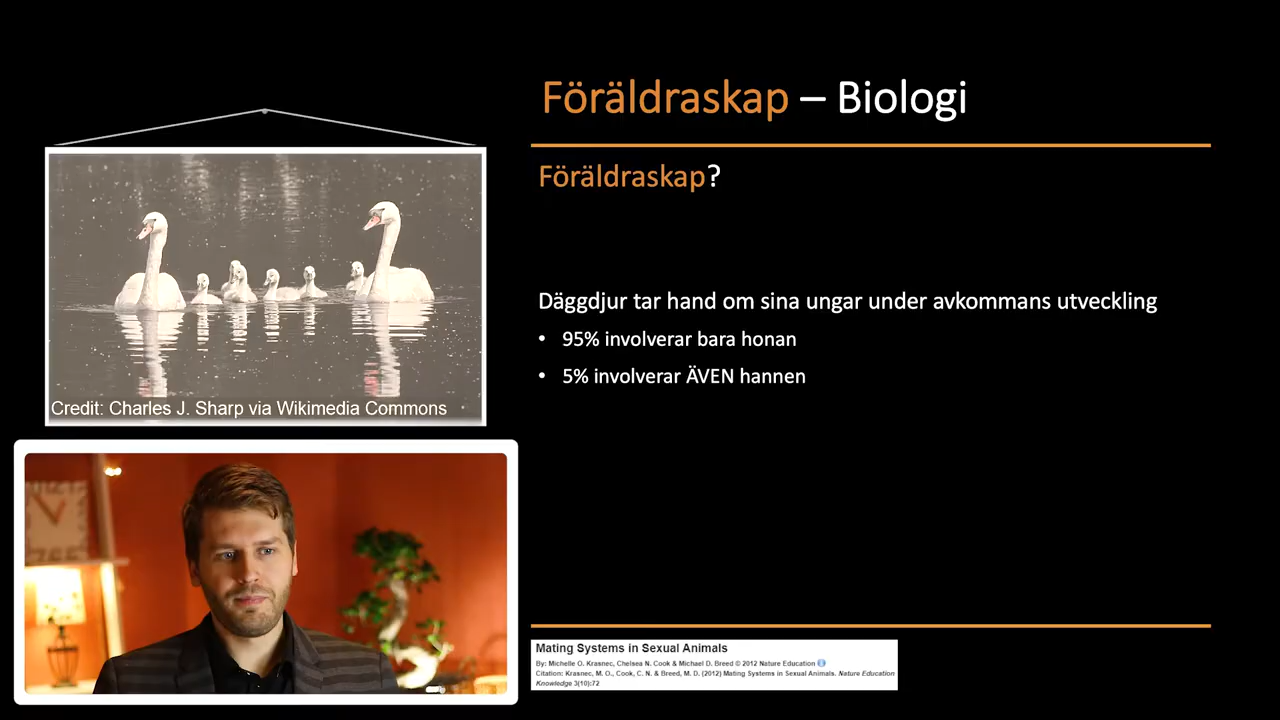 Föräldraskap – Biologi
Föräldraskap?
Däggdjur tar hand om sina ungar under avkommans utveckling
• 95% involverar bara honan
• 5% involverar ÄVEN hannen
Credit: Charles J. Sharp via Wikimedia Commons
Mating Systems in Sexual Animals
By: Michelle O. Krasnec, Chelsea N. Cook & Michael D. Breed © 2012 Nature Education
Citation: Krasnec, M. O., Cook, C. N. & Breed, M. D. (2012) Mating Systems in Sexual Animals. Nature Education
Knowledge 3(10):72